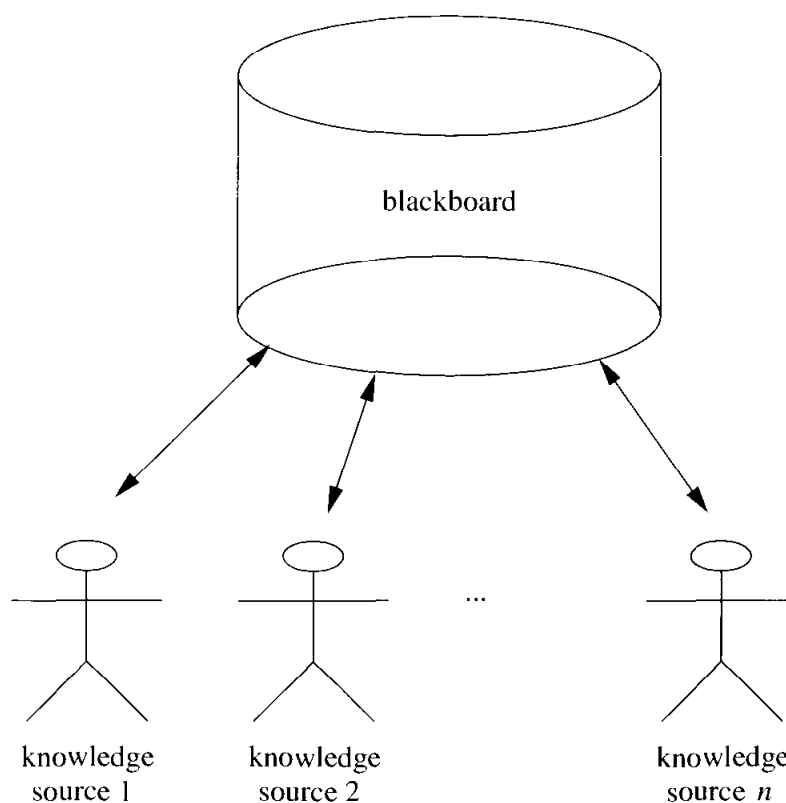 blackboard
...
knowledge
source 1
knowledge
source 2
knowledge
source n